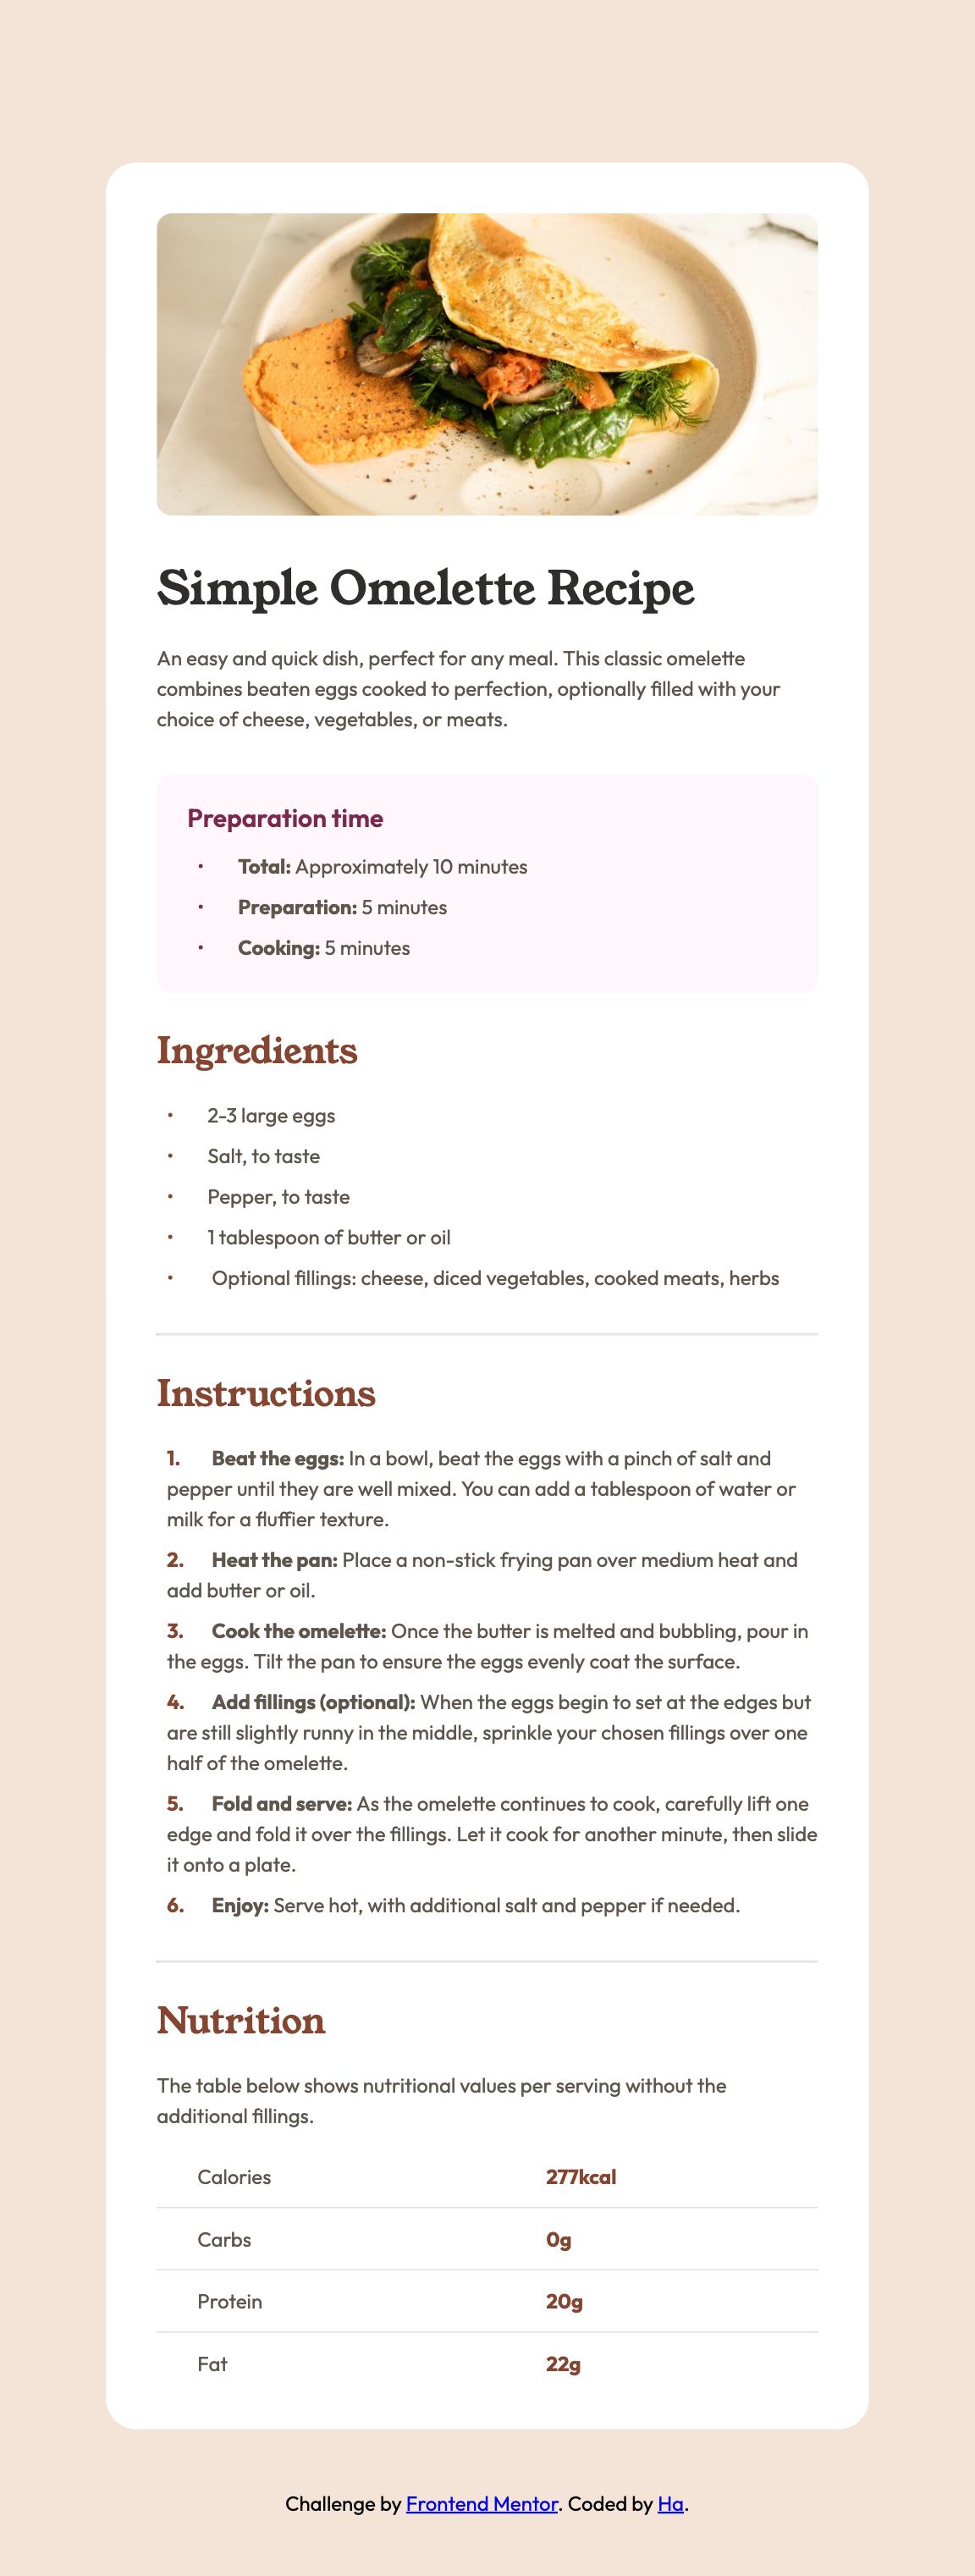 Simple Omelette Recipe
An easy and quick dish, perfect for any meal. This classic omelette
combines beaten eggs cooked to perfection, optionally filled with your
choice of cheese, vegetables, or meats.
Preparation time
• Total: Approximately 10 minutes
• Preparation: 5 minutes
• Cooking: 5 minutes
Ingredients
• 2-3 large eggs
• Salt, to taste
• Pepper, to taste
• 1 tablespoon of butter or oil
• Optional fillings: cheese, diced vegetables, cooked meats, herbs
Instructions
1. Beat the eggs: In a bowl, beat the eggs with a pinch of salt and
pepper until they are well mixed. You can add a tablespoon of water or
milk for a fluffier texture.
2. Heat the pan: Place a non-stick frying pan over medium heat and
add butter or oil.
3. Cook the omelette: Once the butter is melted and bubbling, pour in
the eggs. Tilt the pan to ensure the eggs evenly coat the surface.
4. Add fillings (optional): When the eggs begin to set at the edges but
are still slightly runny in the middle, sprinkle your chosen fillings over one
half of the omelette.
5. Fold and serve: As the omelette continues to cook, carefully lift one
edge and fold it over the fillings. Let it cook for another minute, then slide
it onto a plate.
6. Enjoy: Serve hot, with additional salt and pepper if needed.
Nutrition
The table below shows nutritional values per serving without the
additional fillings.
Calories 277kcal
Carbs 0g
Protein 20g
Fat 22g
Challenge by Frontend Mentor. Coded by Ha.